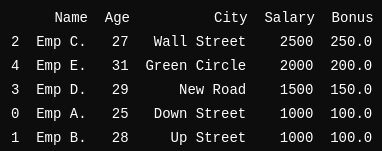 Name Age City Salary Bonus
2 Emp C. 27 Wall Street 2500 250.0
4 Emp E. 31 Green Circle 2000 200.0
3 Emp D. 29 New Road 1500 150.0
0 Emp A. 25 Down Street 1000 100.0
1 Emp B. 28 Up Street 1000 100.0